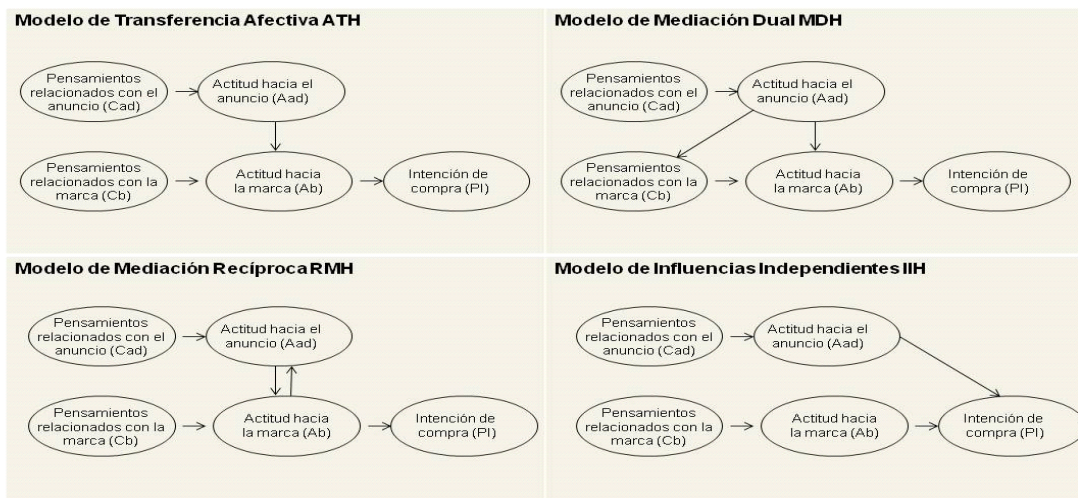 Modelo de Transferencia Afectiva ATH
Pensamientos
relacionados con el
anuncio (Cad)
Actitud hacia el
anuncio (Aad)
Pensamientos
relacionados con la
marca (Cb)
Actitud hacia
la marca (Ab)
Intención de
compra (PI)
Modelo de Mediación Dual MDH
Pensamientos
relacionados con el
anuncio (Cad)
Actitud hacia el
anuncio (Aad)
Pensamientos
relacionados con la
marca (Cb)
Actitud hacia
la marca (Ab)
Intención de
compra (PI)
Modelo de Mediación Recíproca RMH
Pensamientos
relacionados con el
anuncio (Cad)
Actitud hacia el
anuncio (Aad)
Pensamientos
relacionados con la
marca (Cb)
Actitud hacia
la marca (Ab)
Intención de
compra (PI)
Modelo de Influencias Independientes IIH
Pensamientos
relacionados con el
anuncio (Cad)
Actitud hacia el
anuncio (Aad)
Pensamientos
relacionados con la
marca (Cb)
Actitud hacia
la marca (Ab)
Intención de
compra (PI)